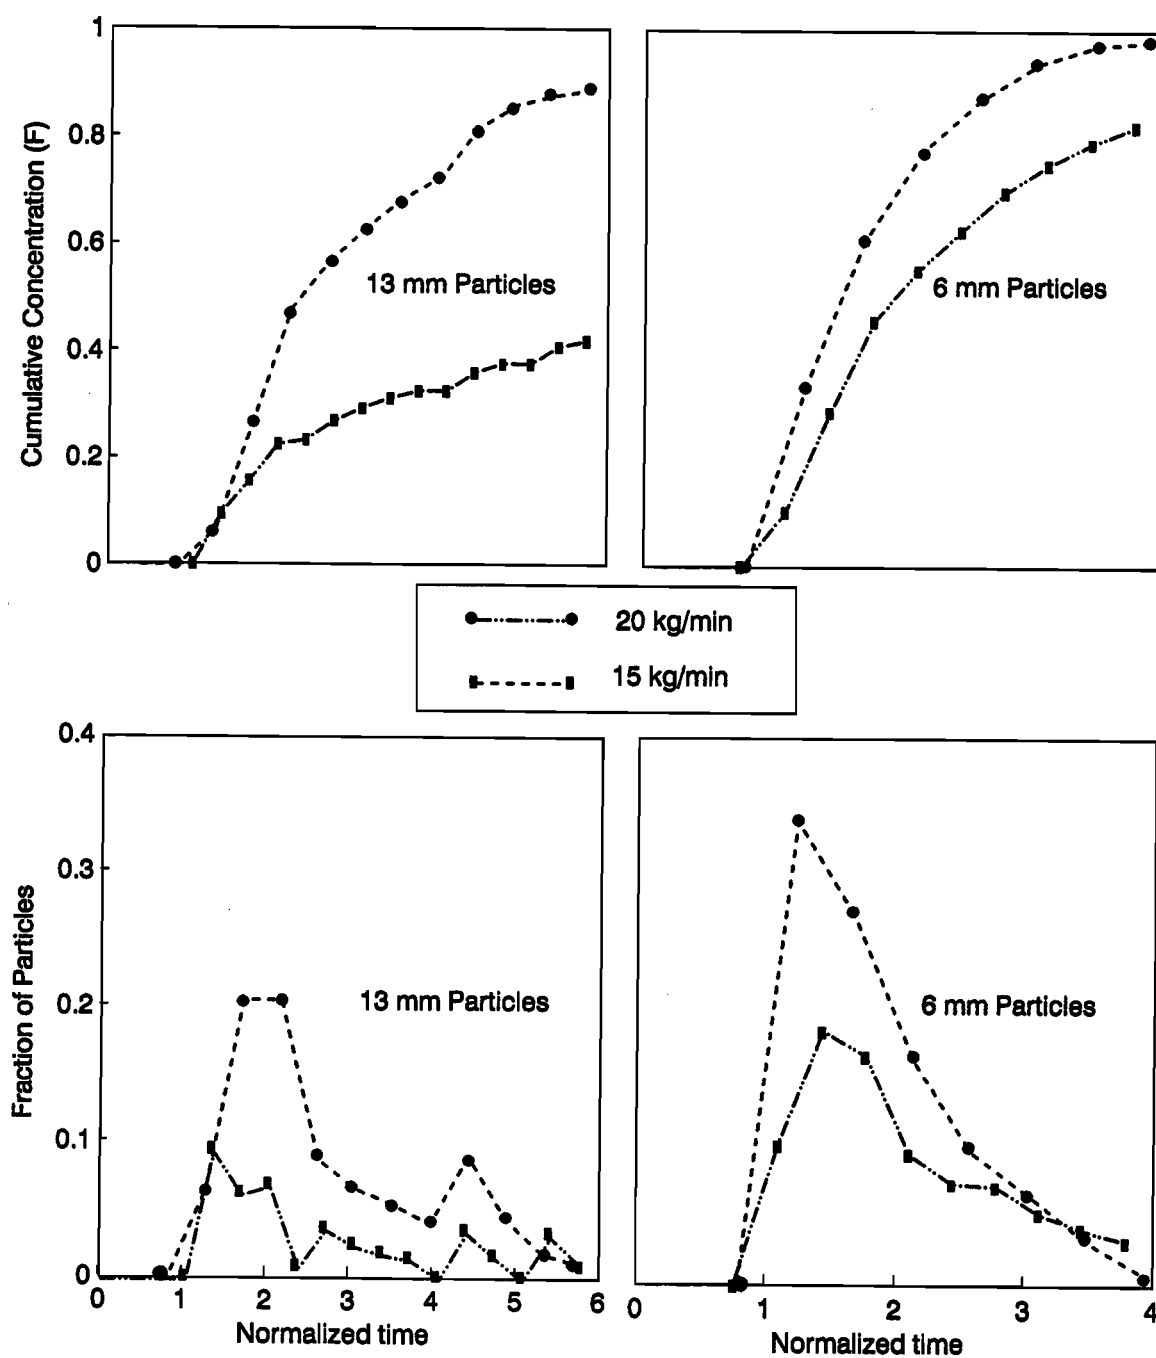 1
0.8
0.6
0.4
0.2
0
Cumulative Concentration (F)
13 mm Particles
6 mm Particles
20 kg/min
15 kg/min
0.4
0.3
0.2
0.1
0
Fraction of Particles
13 mm Particles
6 mm Particles
0 1 2 3 4 5 6
Normalized time
0 1 2 3 4
Normalized time